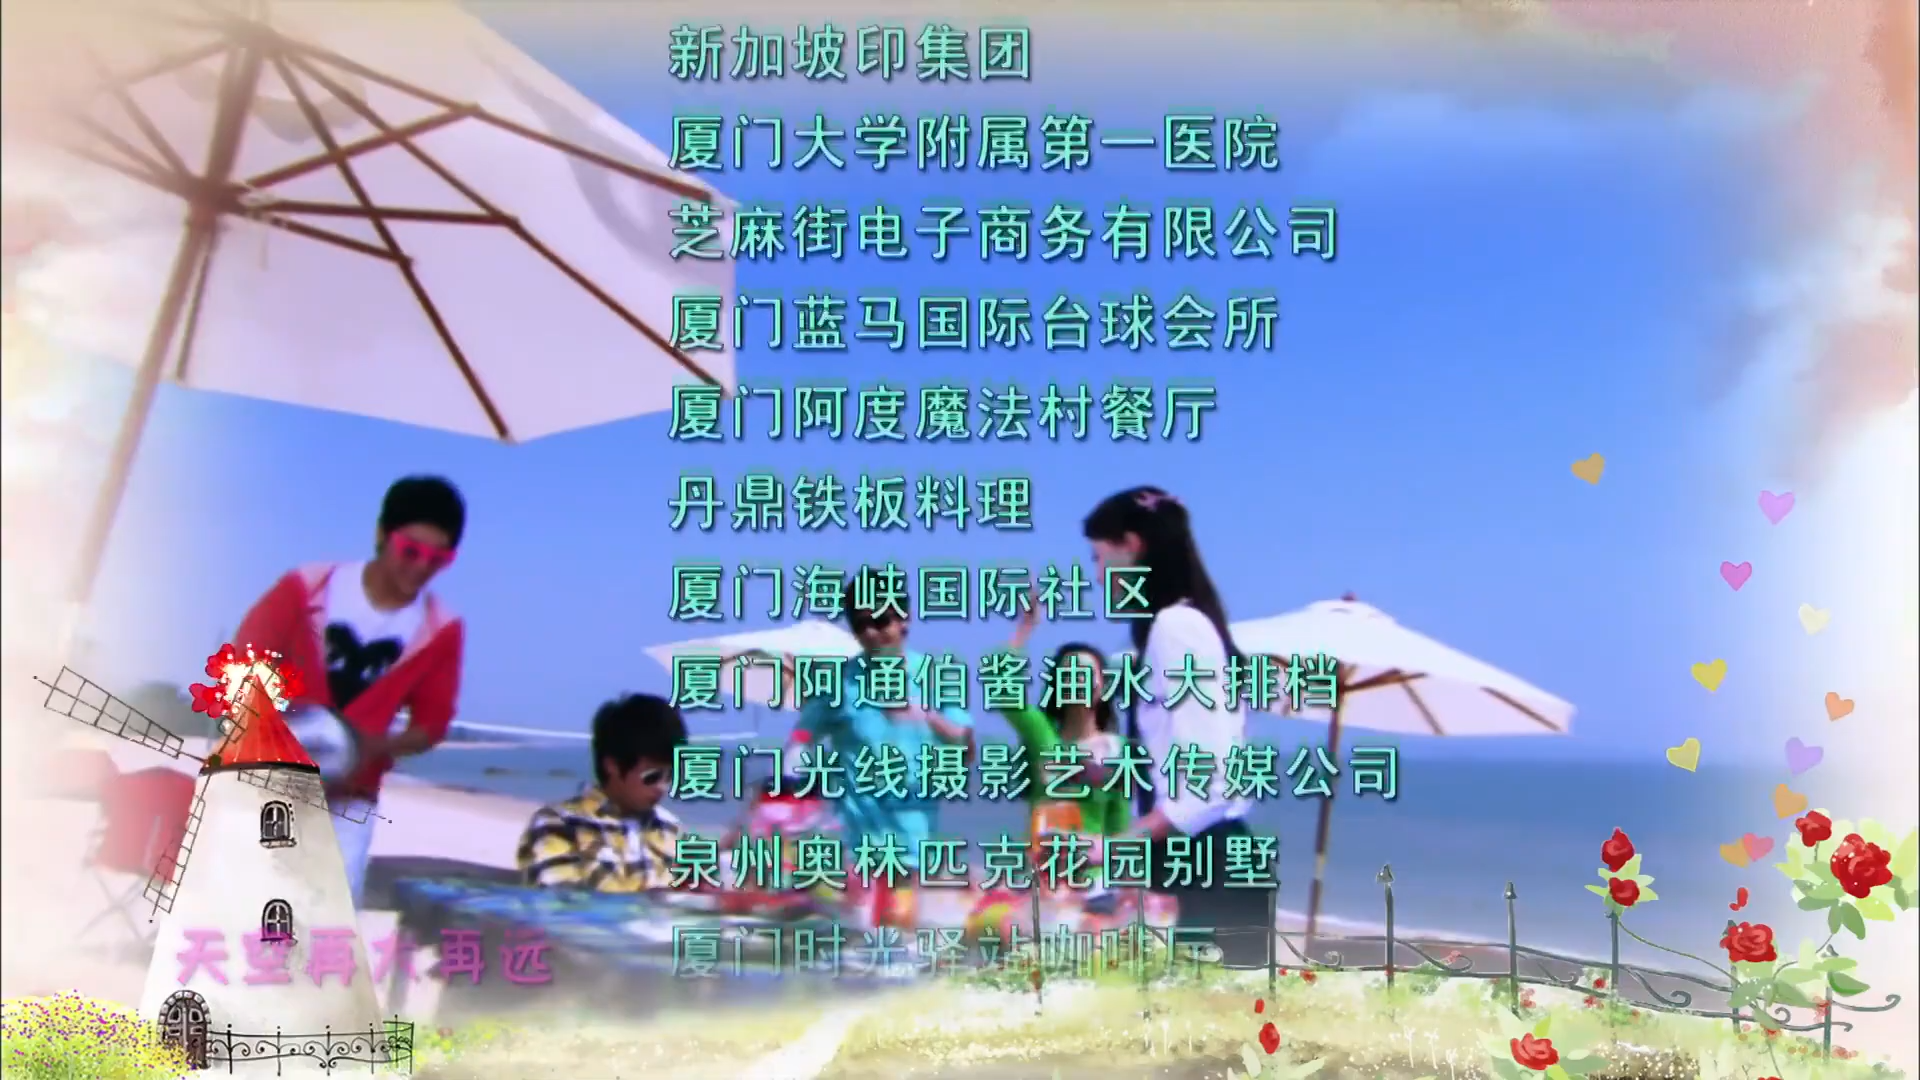 新加坡印集团
厦门大学附属第一医院
芝麻街电子商务有限公司
厦门蓝马国际台球会所
厦门阿度魔法村餐厅
丹鼎铁板料理
厦门海峡国际社区
厦门阿通伯酱油水大排档
厦门光线摄影艺术传媒公司
泉州奥林匹克花园别墅
厦门时光驿站咖啡厅
天空再大再远